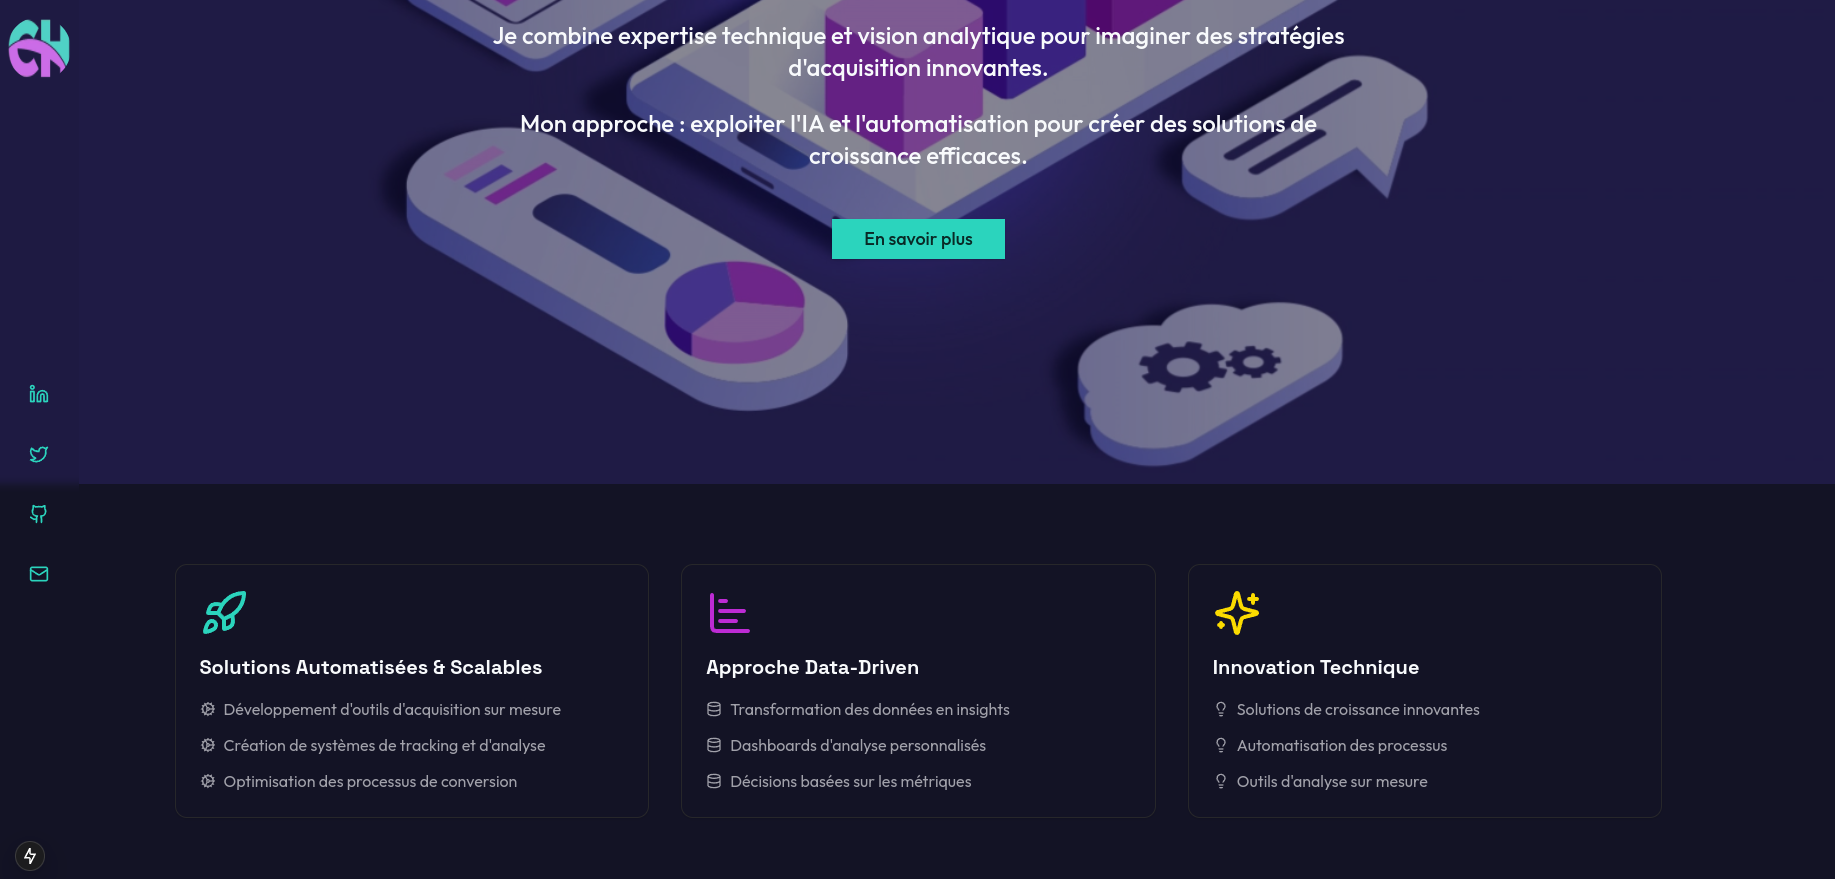 Je combine expertise technique et vision analytique pour imaginer des stratégies
d'acquisition innovantes.
Mon approche : exploiter l'IA et l'automatisation pour créer des solutions de
croissance efficaces.
En savoir plus
Solutions Automatisées & Scalables
Développement d'outils d'acquisition sur mesure
Création de systèmes de tracking et d'analyse
Optimisation des processus de conversion
Approche Data-Driven
Transformation des données en insights
Dashboards d'analyse personnalisés
Décisions basées sur les métriques
Innovation Technique
Solutions de croissance innovantes
Automatisation des processus
Outils d'analyse sur mesure